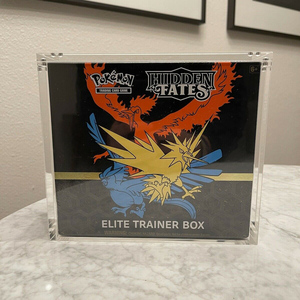 Pokémon
TRADING CARD GAME
HIDDEN
FATES
ELITE TRAINER BOX